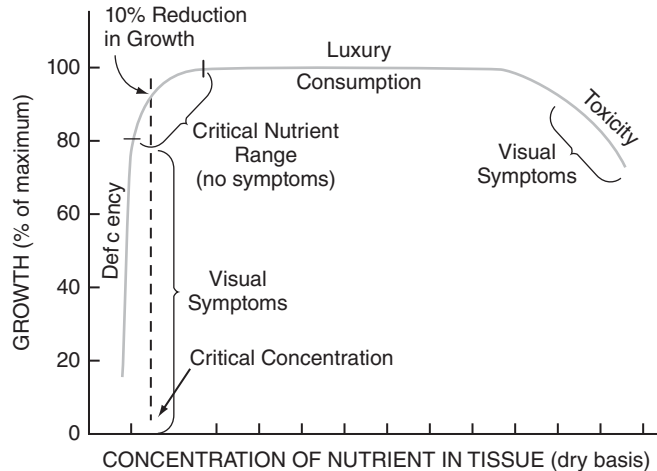 10% Reduction
in Growth
Luxury
Consumption
Toxicity
Critical Nutrient
Range
(no symptoms)
Visual
Symptoms
Def c ency
Visual
Symptoms
Critical Concentration
GROWTH (% of maximum)
100
80
60
40
20
0
CONCENTRATION OF NUTRIENT IN TISSUE (dry basis)